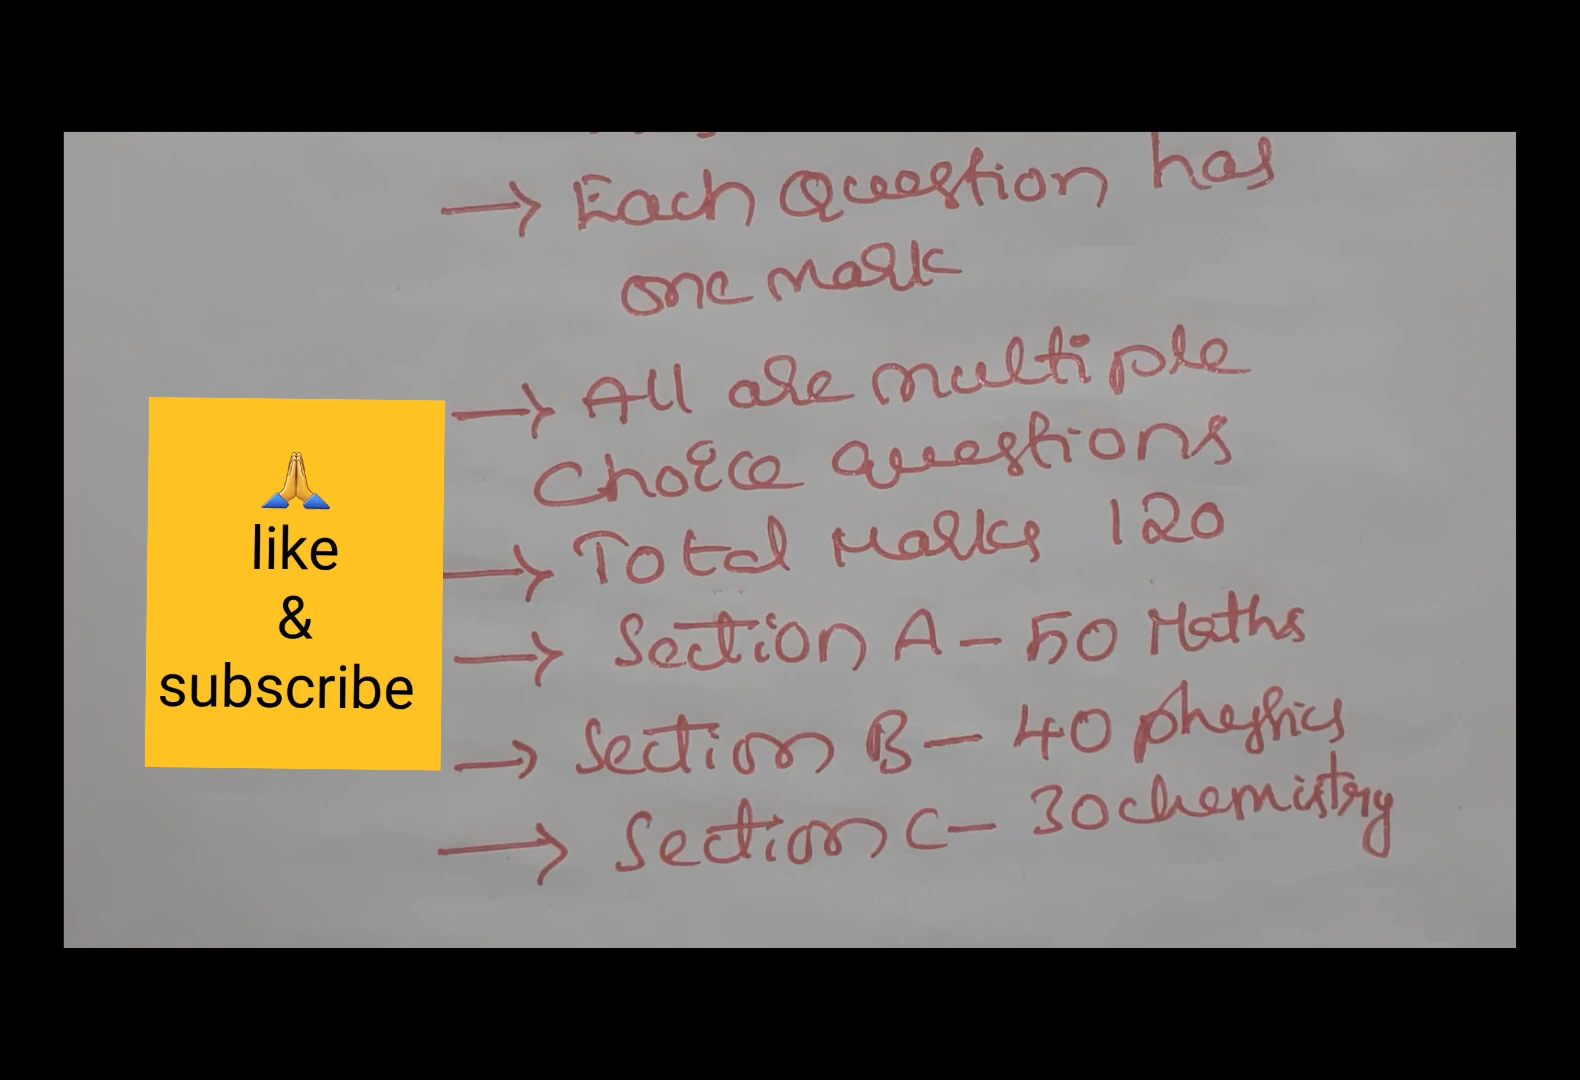 → Each Question has
one mark
→ All are multiple
choice questions
→ Total Marks 120
→ Section A - 50 Maths
→ Section B - 40 physics
→ Section C - 30 chemistry
🙏
like
&
subscribe